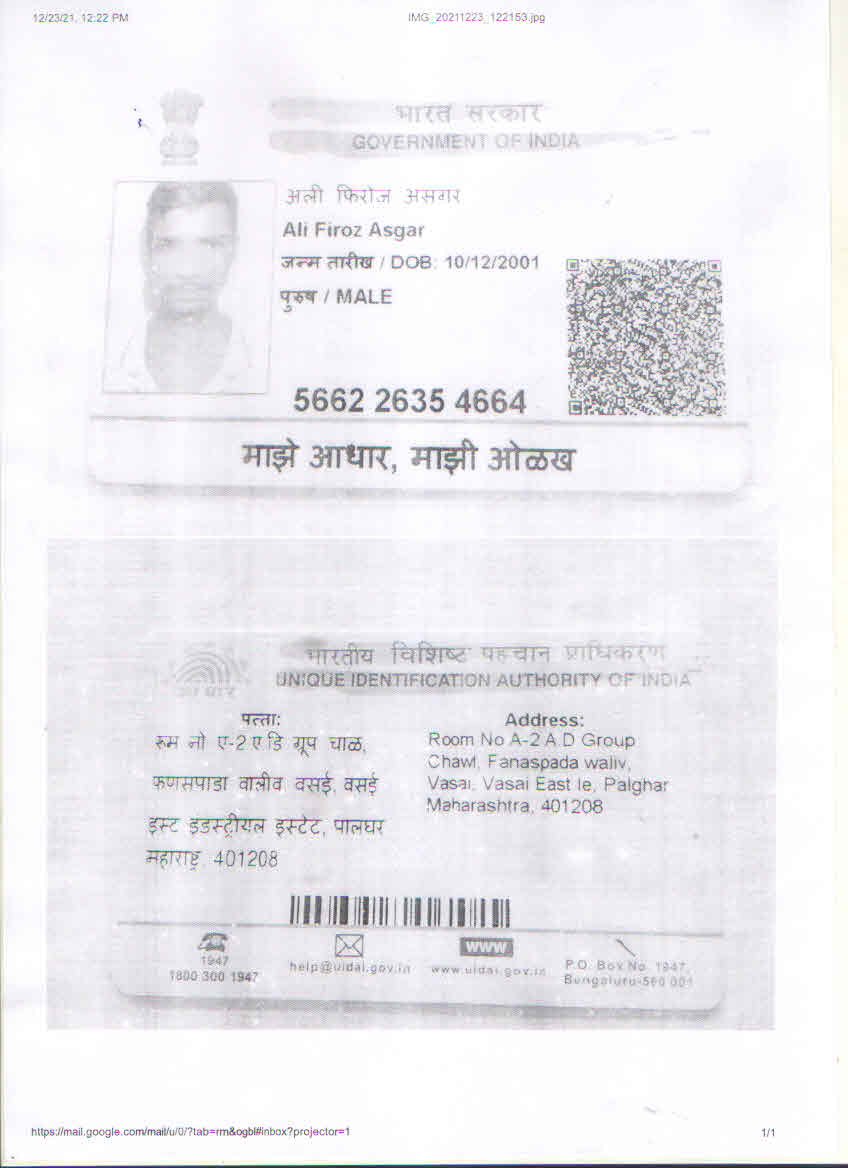 12/23/21, 12:22 PM
IMG_20211223_122153.jpg
भारत सरकार
GOVERNMENT OF INDIA
अली फिरोज असगर
Ali Firoz Asgar
जन्म तारीख / DOB: 10/12/2001
पुरुष / MALE
5662 2635 4664
माझे आधार, माझी ओळख
भारतीय विशिष्ट पहचान प्राधिकरण
UNIQUE IDENTIFICATION AUTHORITY OF INDIA
पत्ता:
रुम नो ए-2 ए डि ग्रूप चाळ,
फणसपाडा वालीव, वसई, वसई
इस्ट इंडस्ट्रीयल इस्टेट, पालघर
महाराष्ट्र, 401208
Address:
Room No A-2 A D Group
Chawl, Fanaspada waliv,
Vasai, Vasai East Ie, Palghar
Maharashtra, 401208
1947
1800 300 1947
help@uidai.gov.in
www
www.uidai.gov.in
P.O. Box No. 1947,
Bengaluru-560 001
https://mail.google.com/mail/u/0/?tab=rm&ogbl#inbox?projector=1
1/1